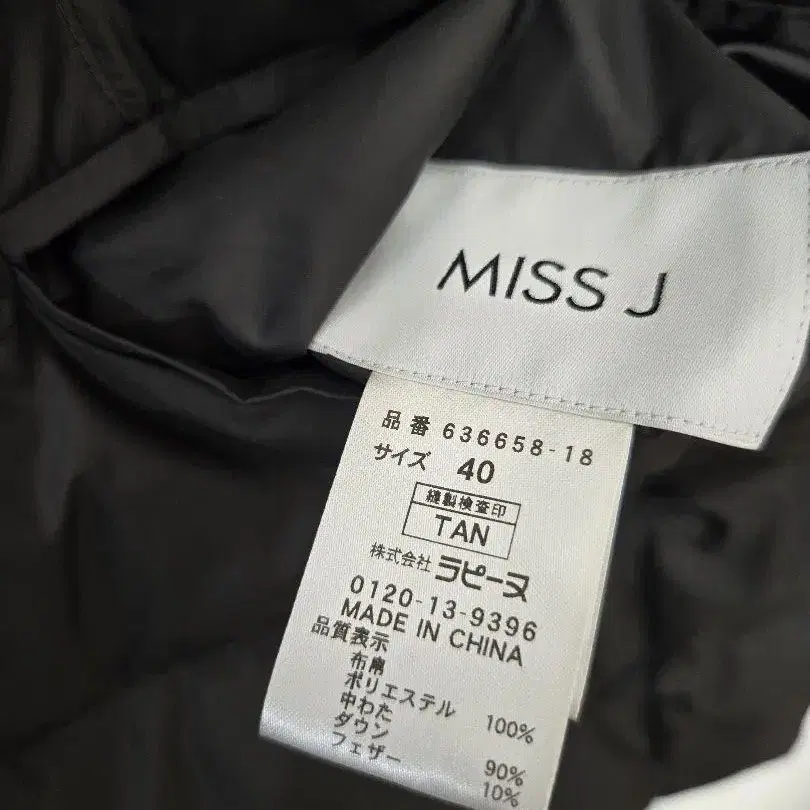 MISS J
品番 636658-18
サイズ 40
縫製検査印
TAN
株式会社 ラピーヌ
0120-13-9396
MADE IN CHINA
品質表示
布帛
ポリエステル 100%
中わた
ダウン 90%
フェザー 10%